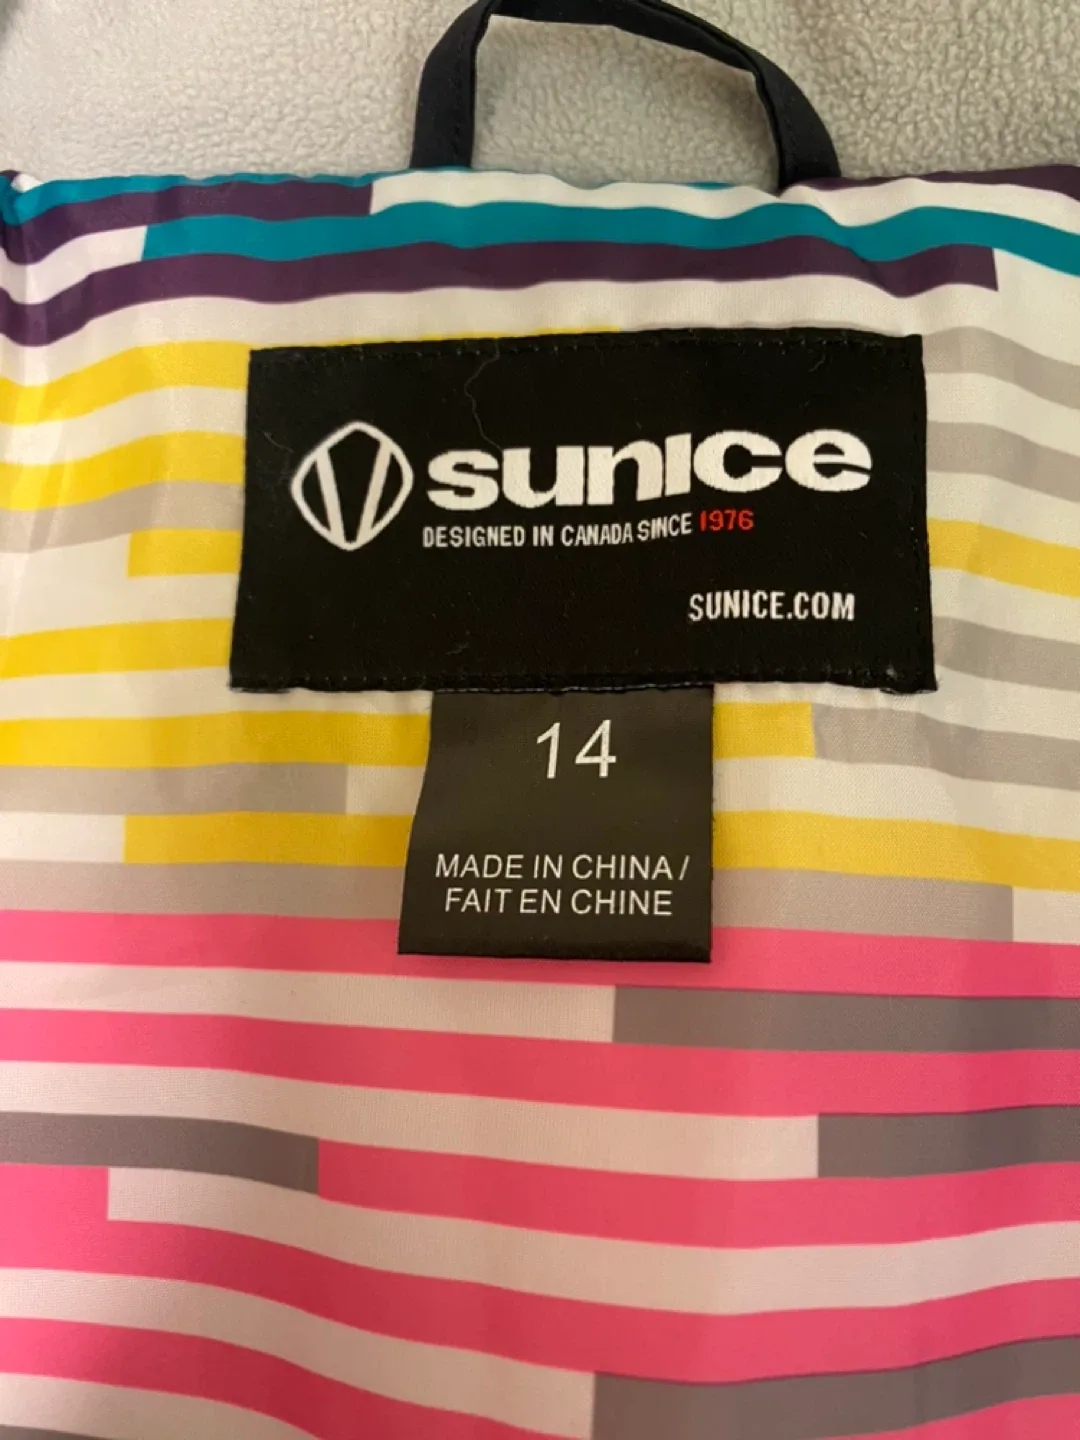 sunice
DESIGNED IN CANADA SINCE 1976
SUNICE.COM
14
MADE IN CHINA /
FAIT EN CHINE